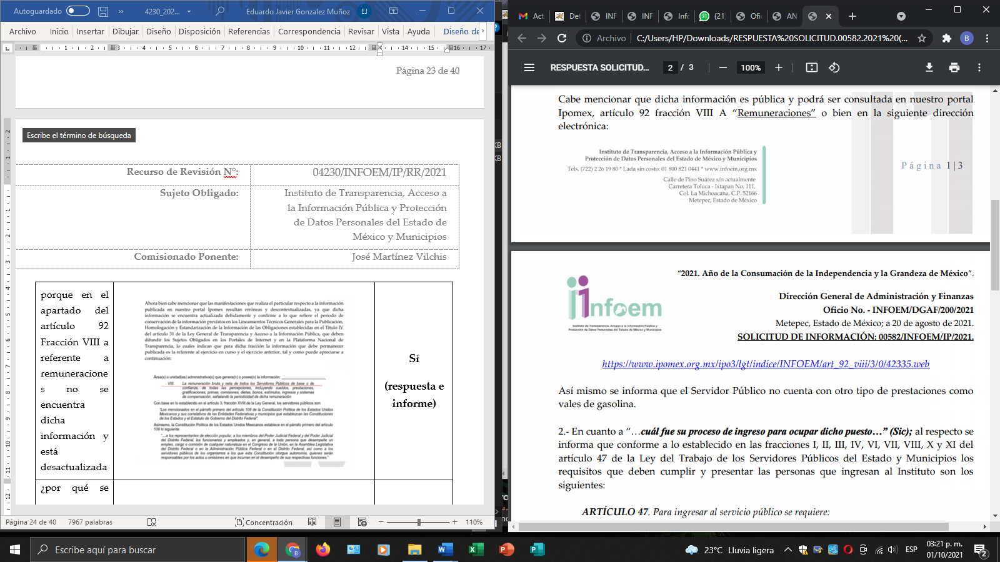 Autoguardado
4230_202...
Eduardo Javier Gonzalez Muñoz
EJ
Archivo Inicio Insertar Dibujar Diseño Disposición Referencias Correspondencia Revisar Vista Ayuda Diseño de
Página 23 de 40
Escribe el término de búsqueda
Recurso de Revisión N°: 04230/INFOEM/IP/RR/2021
Sujeto Obligado: Instituto de Transparencia, Acceso a
la Información Pública y Protección
de Datos Personales del Estado de
México y Municipios
Comisionado Ponente: José Martínez Vilchis
porque en el
apartado del
artículo 92
Fracción VIII a
referente a
remuneracione
s no se
encuentra
dicha
información y
está
desactualizada
Ahora bien cabe mencionar que las manifestaciones que realiza el particular respecto a la información
publicada en nuestro portal Ipomex resultan erróneas y descontextualizadas, ya que dicha
información se encuentra actualizada debidamente y confirme a lo que refiere el periodo de
conservación de la información previstos en los Lineamientos Técnicos Generales para la Publicación,
Homologación y Estandarización de la Información de las Obligaciones establecidas en el Título IV
del artículo 31 de la Ley General de Transparencia y Acceso a la Información Pública, que deben
difundir los Sujetos Obligados en los Portales de Internet y en la Plataforma Nacional de
Transparencia, lo cuales indican que para dicha fracción la información que debe permanecer
publicada es la referente al ejercicio en curso y el ejercicio anterior, tal y como puede apreciarse a
continuación:
Área(s) o unidad(es) administrativa(s) que genera(n) o posee(n) la información:
VIII. La remuneración bruta y neta de todos los Servidores Públicos de base o de
confianza, de todas las percepciones, incluyendo sueldos, prestaciones,
gratificaciones, primas, comisiones, dietas, bonos, estímulos, ingresos y sistemas
de compensación, señalando la periodicidad de dicha remuneración
Con base en lo establecido en el artículo 3, fracción XVIII de la Ley General, los servidores públicos son:
"Los mencionados en el párrafo primero del artículo 108 de la Constitución Política de los Estados Unidos
Mexicanos y sus correlativos de las Entidades Federativas y municipios que establezcan las Constituciones
de los Estados y el Estatuto de Gobierno del Distrito Federal".
Asimismo, la Constitución Política de los Estados Unidos Mexicanos establece en el párrafo primero del artículo
108 lo siguiente:
"...a los representantes de elección popular, a los miembros del Poder Judicial Federal y del Poder Judicial
del Distrito Federal, los funcionarios y empleados y, en general, a toda persona que desempeñe un
empleo, cargo o comisión de cualquier naturaleza en el Congreso de la Unión, en la Asamblea Legislativa
del Distrito Federal o en la Administración Pública Federal o en el Distrito Federal, así como a los
servidores públicos de los organismos a los que esta Constitución otorgue autonomía, quienes serán
responsables por los actos u omisiones en que incurran en el desempeño de sus respectivas funciones."
Sí
(respuesta e
informe)
¿por qué se
Página 24 de 40
7967 palabras
Concentración
110%
Act
Det
INF
INF
Info
(21)
Ofic
AN
Archivo
C:/Users/HP/Downloads/RESPUESTA%20SOLICITUD.00582.2021%20(...
B
RESPUESTA SOLICITUD...
2 / 3
100%
Cabe mencionar que dicha información es pública y podrá ser consultada en nuestro portal
Ipomex, artículo 92 fracción VIII A “Remuneraciones” o bien en la siguiente dirección
electrónica:
Instituto de Transparencia, Acceso a la Información Pública y
Protección de Datos Personales del Estado de México y Municipios
Tels. (722) 2 26 19 80 * Lada sin costo: 01 800 821 0441 * www.infoem.org.mx
Calle de Pino Suárez s/n actualmente
Carretera Toluca - Ixtapan No. 111,
Col. La Michoacana, C.P. 52166
Metepec, Estado de México
Página 1 | 3
infoem
Instituto de Transparencia, Acceso a la Información Pública y
Protección de Datos Personales del Estado de México y Municipios
“2021. Año de la Consumación de la Independencia y la Grandeza de México”.
Dirección General de Administración y Finanzas
Oficio No. - INFOEM/DGAF/200/2021
Metepec, Estado de México; a 20 de agosto de 2021.
SOLICITUD DE INFORMACIÓN: 00582/INFOEM/IP/2021.
https://www.ipomex.org.mx/ipo3/lgt/indice/INFOEM/art_92_viii/3/0/42335.web
Así mismo se informa que el Servidor Público no cuenta con otro tipo de prestaciones como
vales de gasolina.
2.- En cuanto a “…cuál fue su proceso de ingreso para ocupar dicho puesto…” (Sic); al respecto se
informa que conforme a lo establecido en las fracciones I, II, III, IV, VI, VII, VIII, X y XI del
artículo 47 de la Ley del Trabajo de los Servidores Públicos del Estado y Municipios los
requisitos que deben cumplir y presentar las personas que ingresan al Instituto son los
siguientes:
ARTÍCULO 47. Para ingresar al servicio público se requiere:
Escribe aquí para buscar
23°C Lluvia ligera
ESP
03:21 p. m.
01/10/2021
2